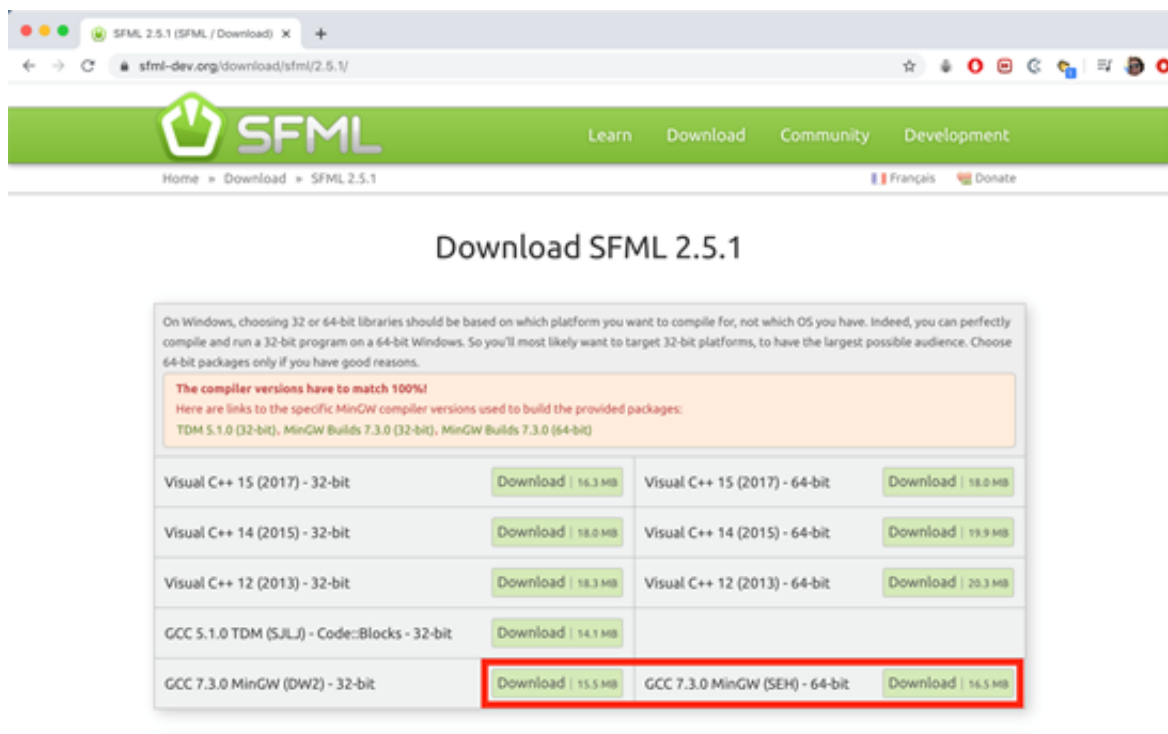 SFML 2.5.1 (SFML / Download)
sfml-dev.org/download/sfml/2.5.1/
SFML
Learn Download Community Development
Home » Download » SFML 2.5.1
Français Donate
Download SFML 2.5.1
On Windows, choosing 32 or 64-bit libraries should be based on which platform you want to compile for, not which OS you have. Indeed, you can perfectly
compile and run a 32-bit program on a 64-bit Windows. So you'll most likely want to target 32-bit platforms, to have the largest possible audience. Choose
64-bit packages only if you have good reasons.
The compiler versions have to match 100%!
Here are links to the specific MinGW compiler versions used to build the provided packages:
TDM 5.1.0 (32-bit), MinGW Builds 7.3.0 (32-bit), MinGW Builds 7.3.0 (64-bit)
Visual C++ 15 (2017) - 32-bit Download | 16.3 MB Visual C++ 15 (2017) - 64-bit Download | 18.0 MB
Visual C++ 14 (2015) - 32-bit Download | 18.0 MB Visual C++ 14 (2015) - 64-bit Download | 19.9 MB
Visual C++ 12 (2013) - 32-bit Download | 18.3 MB Visual C++ 12 (2013) - 64-bit Download | 20.3 MB
GCC 5.1.0 TDM (SJLJ) - Code::Blocks - 32-bit Download | 14.1 MB
GCC 7.3.0 MinGW (DW2) - 32-bit Download | 15.5 MB GCC 7.3.0 MinGW (SEH) - 64-bit Download | 16.5 MB